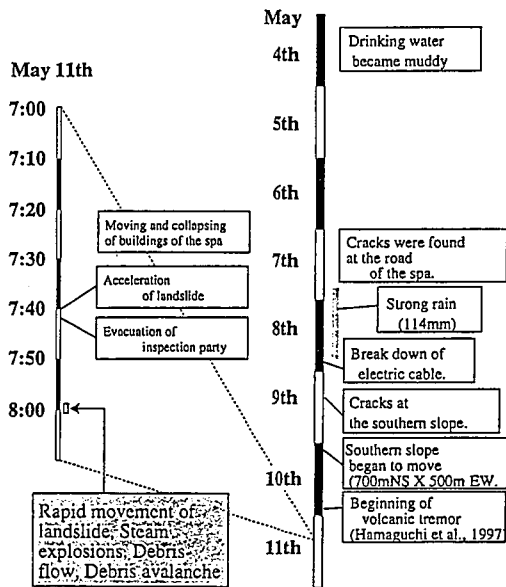 May 11th
7:00
7:10
7:20
7:30
7:40
7:50
8:00
Moving and collapsing
of buildings of the spa
Acceleration
of landslide
Evacuation of
inspection party
Rapid movement of
landslide, Steam
explosions, Debris
flow, Debris avalanche
May
4th
5th
6th
7th
8th
9th
10th
11th
Drinking water
became muddy
Cracks were found
at the road
of the spa.
Strong rain
(114mm)
Break down of
electric cable.
Cracks at
the southern slope.
Southern slope
began to move
(700mNS X 500m EW.
Beginning of
volcanic tremor
(Hamaguchi et al., 1997)